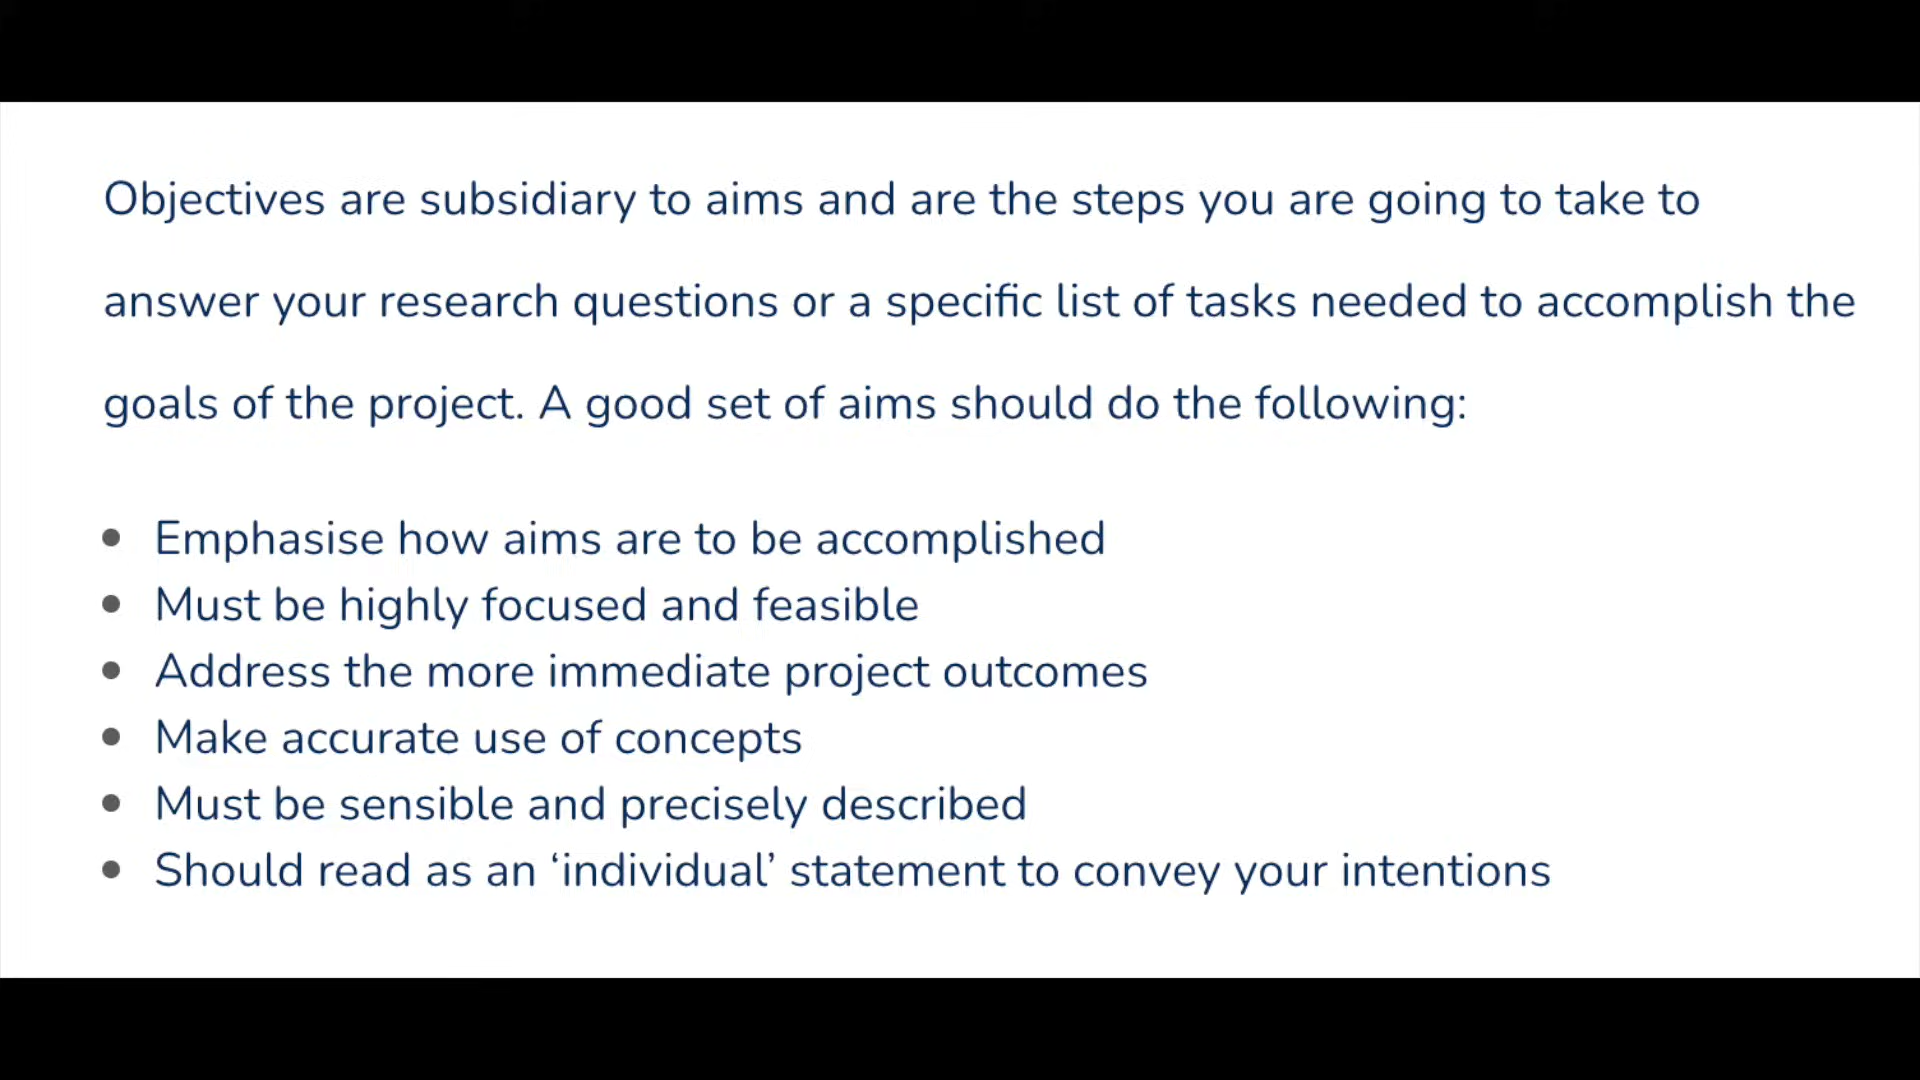 Objectives are subsidiary to aims and are the steps you are going to take to
answer your research questions or a specific list of tasks needed to accomplish the
goals of the project. A good set of aims should do the following:
• Emphasise how aims are to be accomplished
• Must be highly focused and feasible
• Address the more immediate project outcomes
• Make accurate use of concepts
• Must be sensible and precisely described
• Should read as an ‘individual’ statement to convey your intentions